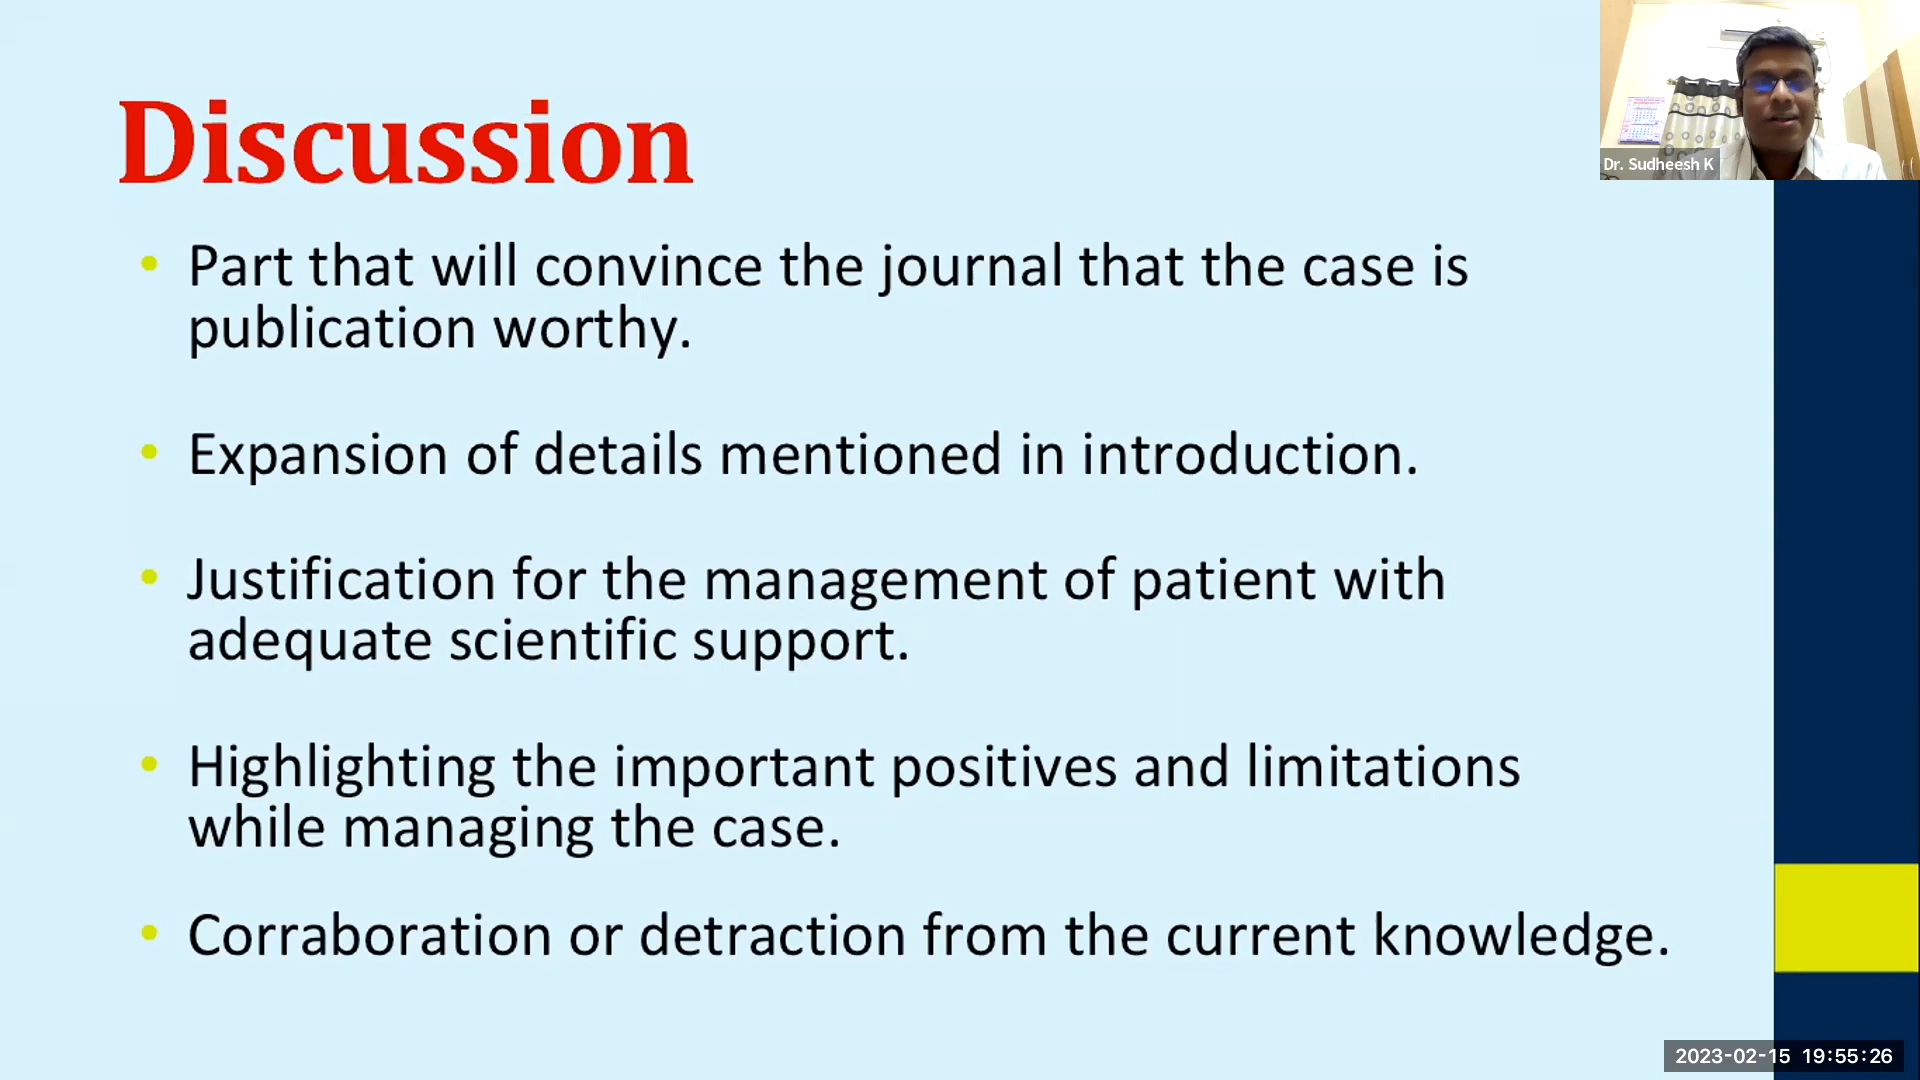 Discussion
• Part that will convince the journal that the case is
publication worthy.
• Expansion of details mentioned in introduction.
• Justification for the management of patient with
adequate scientific support.
• Highlighting the important positives and limitations
while managing the case.
• Corraboration or detraction from the current knowledge.
Dr. Sudheesh K
2023-02-15 19:55:26